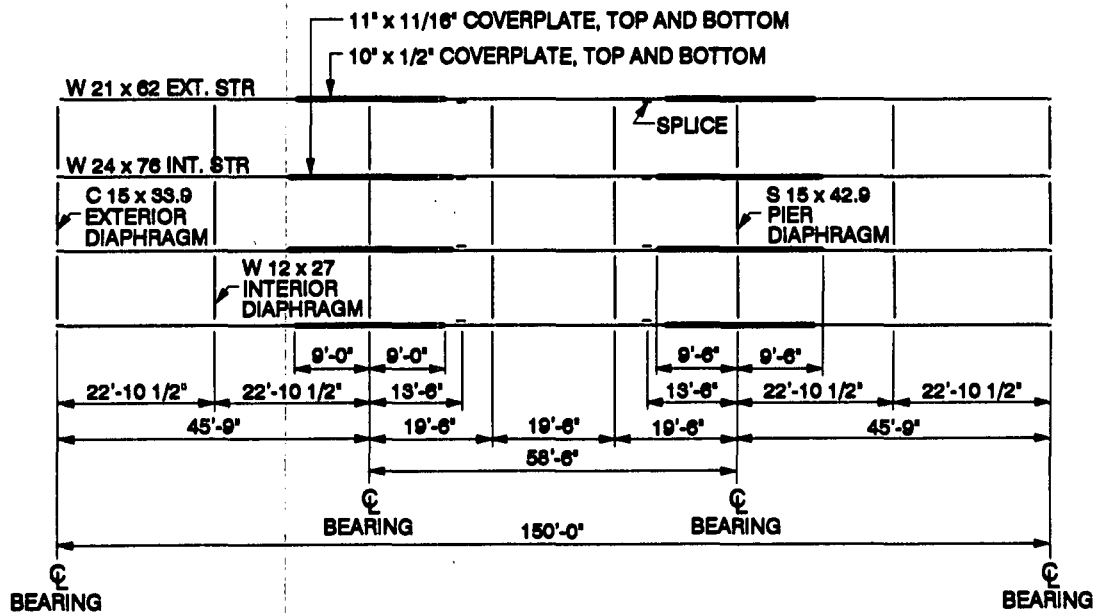 11" x 11/16" COVERPLATE, TOP AND BOTTOM
10" x 1/2" COVERPLATE, TOP AND BOTTOM
W 21 x 62 EXT. STR
SPLICE
W 24 x 76 INT. STR
C 15 x 33.9
EXTERIOR
DIAPHRAGM
S 15 x 42.9
PIER
DIAPHRAGM
W 12 x 27
INTERIOR
DIAPHRAGM
9'-0" 9'-0" 9'-6" 9'-6"
22'-10 1/2" 22'-10 1/2" 13'-6" 13'-6" 22'-10 1/2" 22'-10 1/2"
45'-9" 19'-6" 19'-6" 19'-6" 45'-9"
58'-6"
℄ ℄
BEARING BEARING
150'-0"
℄ ℄
BEARING BEARING